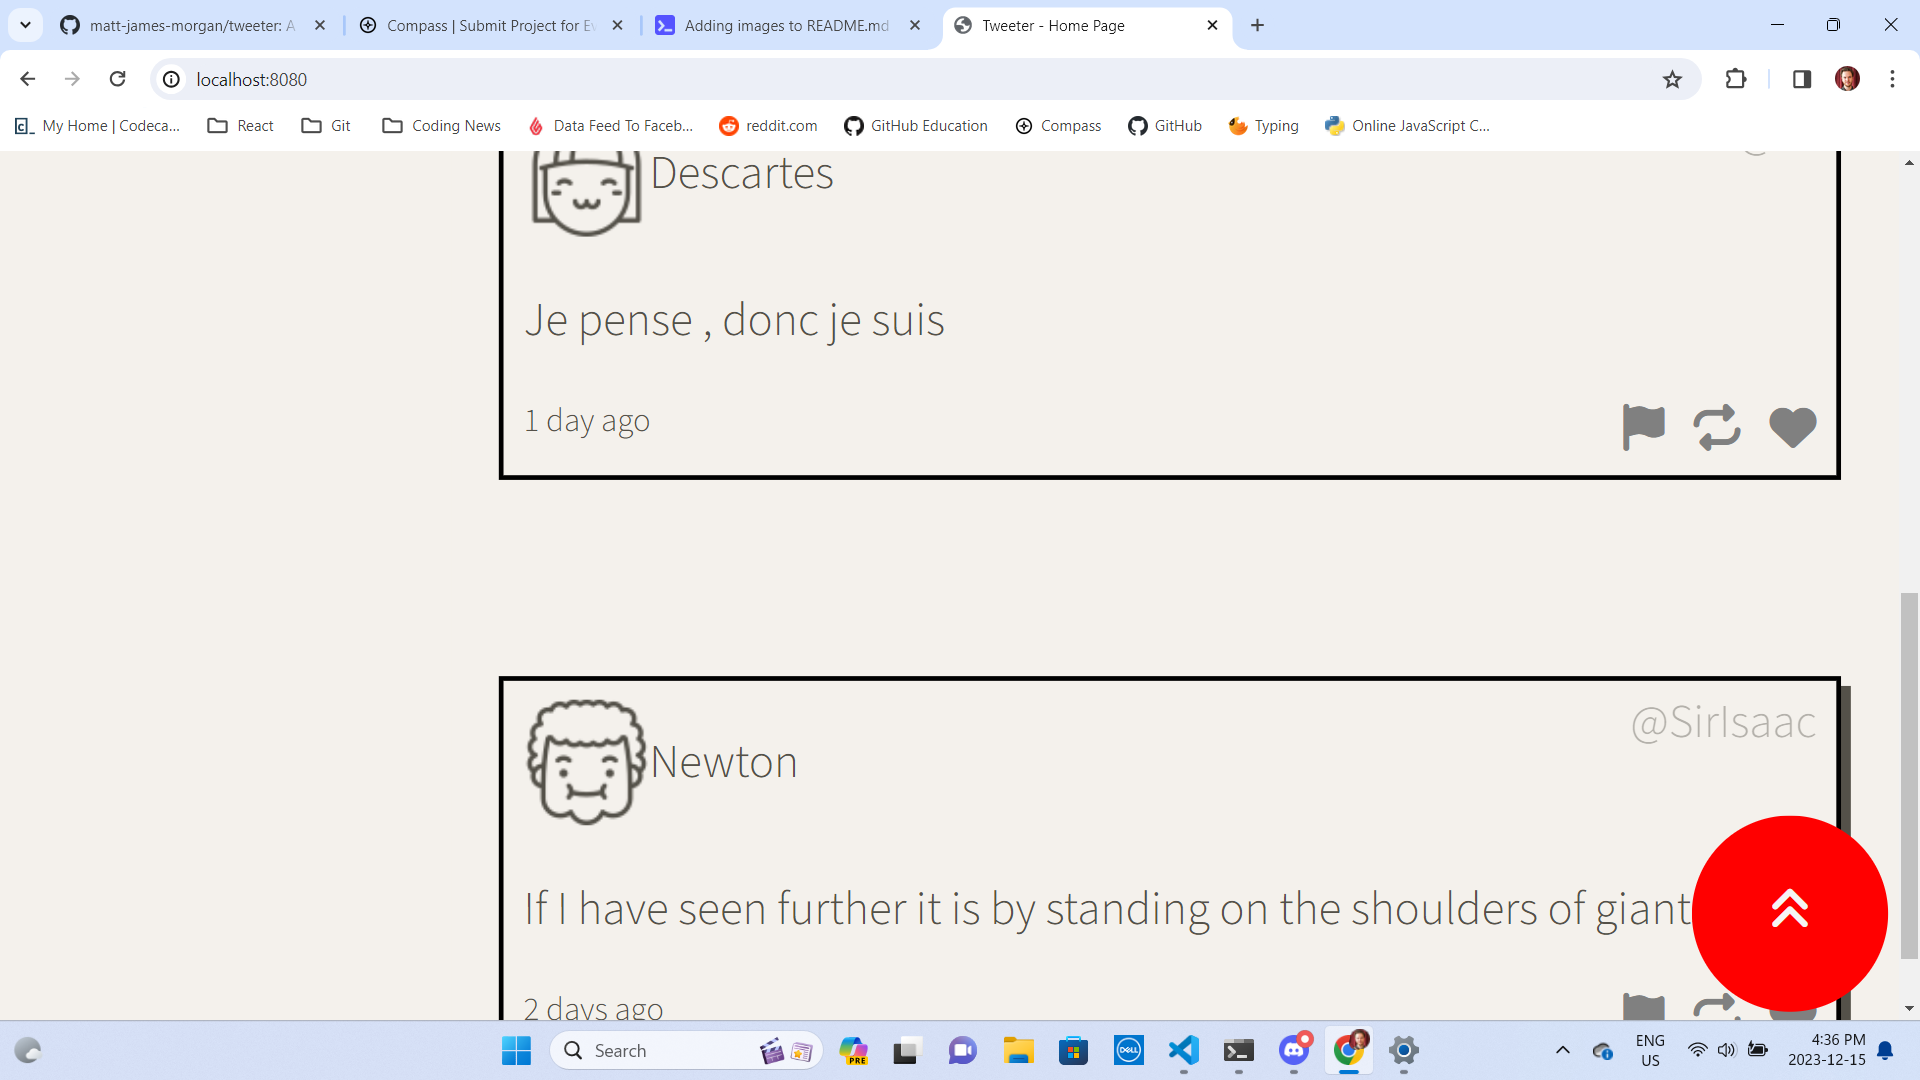 matt-james-morgan/tweeter: A
Compass | Submit Project for Ev
Adding images to README.md
Tweeter - Home Page
localhost:8080
My Home | Codeca...
React
Git
Coding News
Data Feed To Faceb...
reddit.com
GitHub Education
Compass
GitHub
Typing
Online JavaScript C...
Descartes
Je pense , donc je suis
1 day ago
@SirIsaac
Newton
If I have seen further it is by standing on the shoulders of giant
2 days ago
Search
PRE
DELL
ENG
US
4:36 PM
2023-12-15